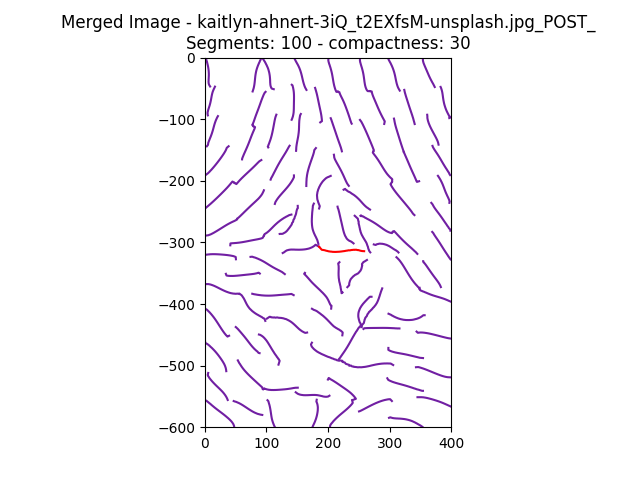 Merged Image - kaitlyn-ahnert-3iQ_t2EXfsM-unsplash.jpg_POST_
Segments: 100 - compactness: 30
0
−100
−200
−300
−400
−500
−600
0 100 200 300 400